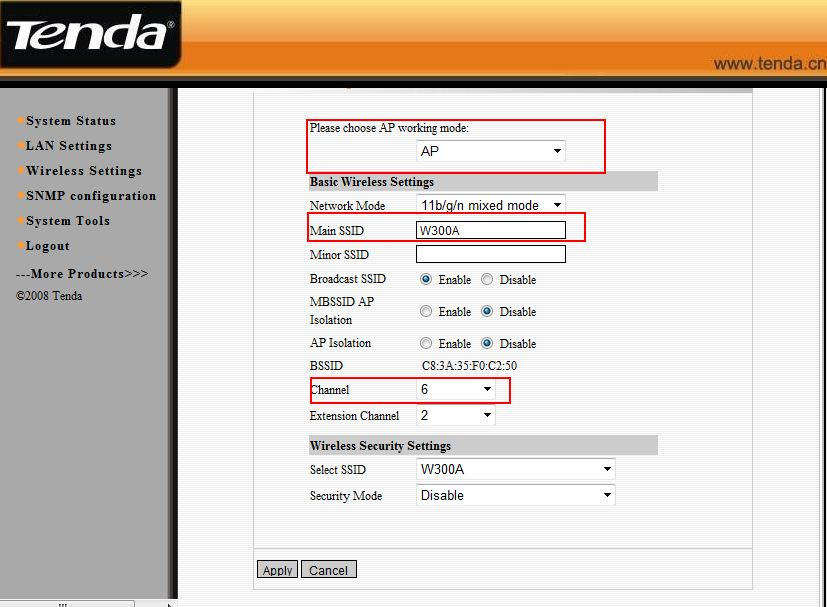 Tenda®
www.tenda.cn
System Status
LAN Settings
Wireless Settings
SNMP configuration
System Tools
Logout
---More Products>>>
©2008 Tenda
Please choose AP working mode:
AP
Basic Wireless Settings
Network Mode 11b/g/n mixed mode
Main SSID W300A
Minor SSID
Broadcast SSID Enable Disable
MBSSID AP
Isolation Enable Disable
AP Isolation Enable Disable
BSSID C8:3A:35:F0:C2:50
Channel 6
Extension Channel 2
Wireless Security Settings
Select SSID W300A
Security Mode Disable
Apply Cancel